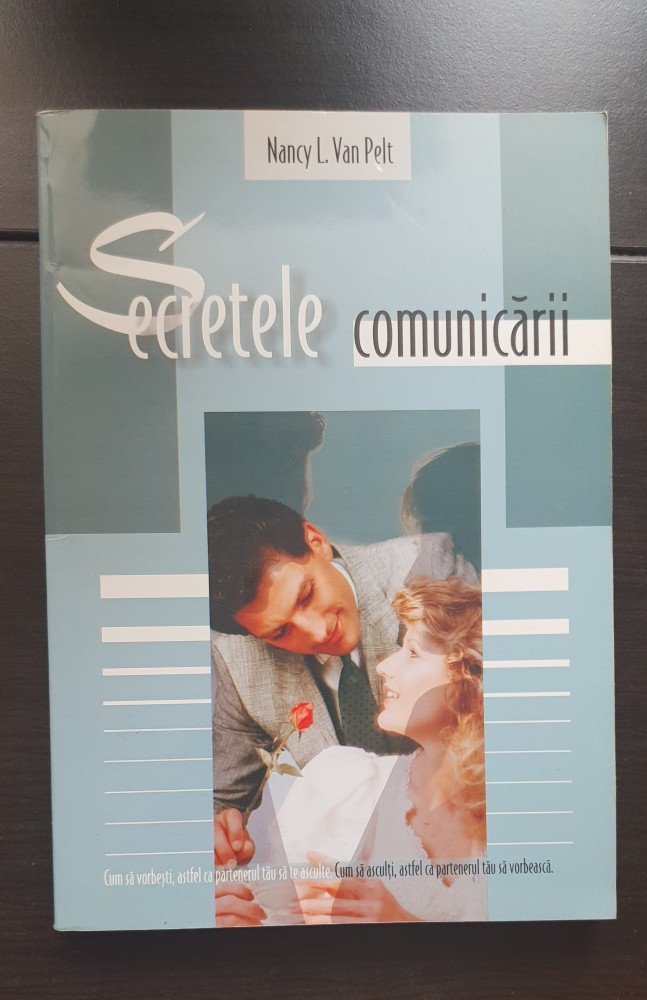 Nancy L. Van Pelt
Secretele comunicării
Cum să vorbești, astfel ca partenerul tău să te asculte. Cum să asculți, astfel ca partenerul tău să vorbească.